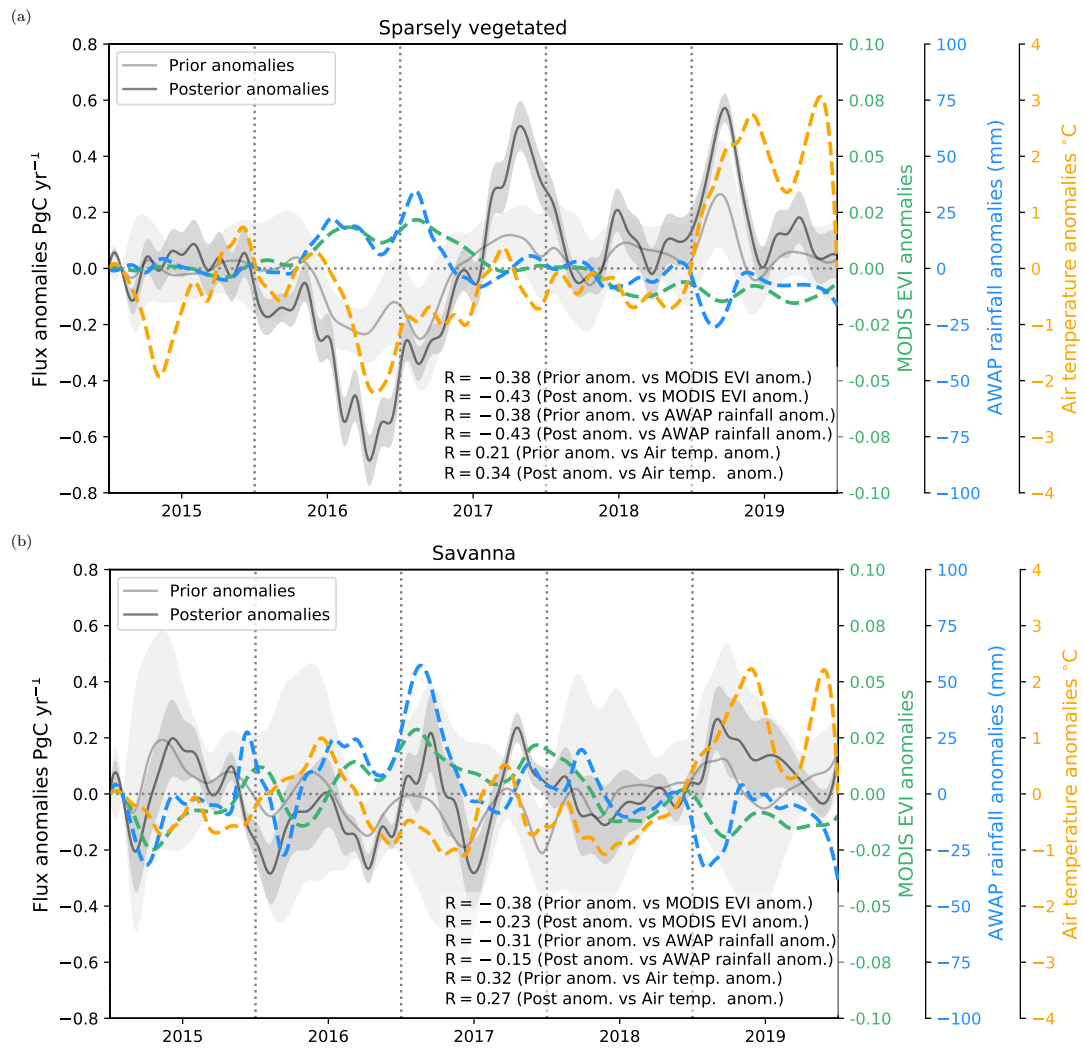 (a)
Sparsely vegetated
Prior anomalies
Posterior anomalies
Flux anomalies PgC yr⁻¹
0.8
0.6
0.4
0.2
0.0
−0.2
−0.4
−0.6
−0.8
2015
2016
2017
2018
2019
R = −0.38 (Prior anom. vs MODIS EVI anom.)
R = −0.43 (Post anom. vs MODIS EVI anom.)
R = −0.38 (Prior anom. vs AWAP rainfall anom.)
R = −0.43 (Post anom. vs AWAP rainfall anom.)
R = 0.21 (Prior anom. vs Air temp. anom.)
R = 0.34 (Post anom. vs Air temp.  anom.)
0.10
0.08
0.05
0.02
0.00
-0.02
-0.05
-0.08
-0.10
MODIS EVI anomalies
100
75
50
25
0
−25
−50
−75
−100
AWAP rainfall anomalies (mm)
4
3
2
1
0
−1
−2
−3
−4
Air temperature anomalies °C
(b)
Savanna
Prior anomalies
Posterior anomalies
Flux anomalies PgC yr⁻¹
0.8
0.6
0.4
0.2
0.0
−0.2
−0.4
−0.6
−0.8
2015
2016
2017
2018
2019
R = −0.38 (Prior anom. vs MODIS EVI anom.)
R = −0.23 (Post anom. vs MODIS EVI anom.)
R = −0.31 (Prior anom. vs AWAP rainfall anom.)
R = −0.15 (Post anom. vs AWAP rainfall anom.)
R = 0.32 (Prior anom. vs Air temp. anom.)
R = 0.27 (Post anom. vs Air temp.  anom.)
0.10
0.08
0.05
0.02
0.00
-0.02
-0.05
-0.08
-0.10
MODIS EVI anomalies
100
75
50
25
0
−25
−50
−75
−100
AWAP rainfall anomalies (mm)
4
3
2
1
0
−1
−2
−3
−4
Air temperature anomalies °C